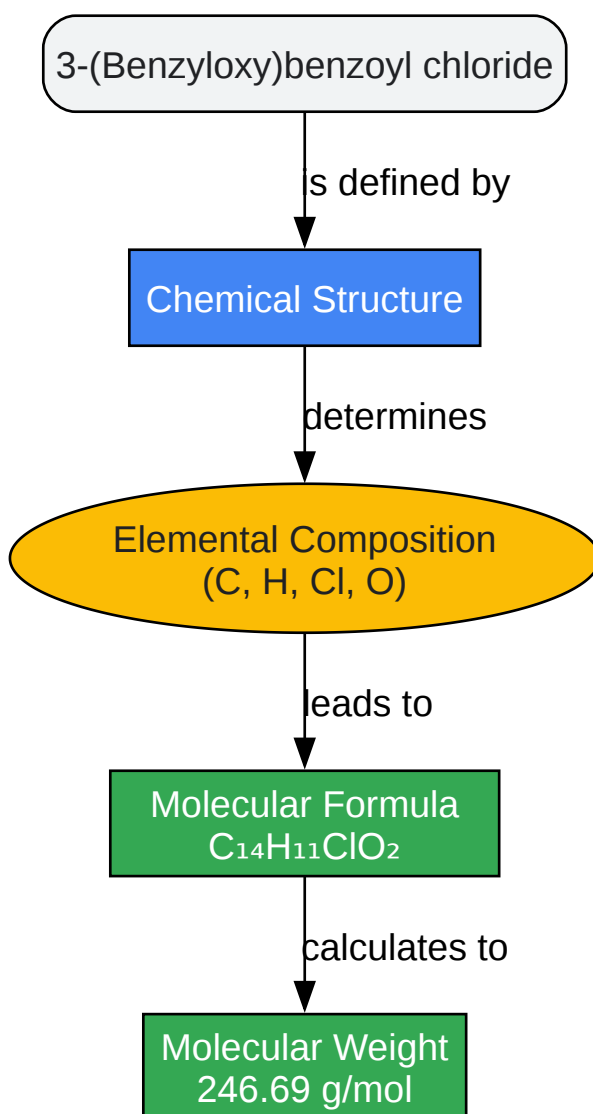 3-(Benzyloxy)benzoyl chloride
is defined by
Chemical Structure
determines
Elemental Composition
(C, H, Cl, O)
leads to
Molecular Formula
C₁₄H₁₁ClO₂
calculates to
Molecular Weight
246.69 g/mol